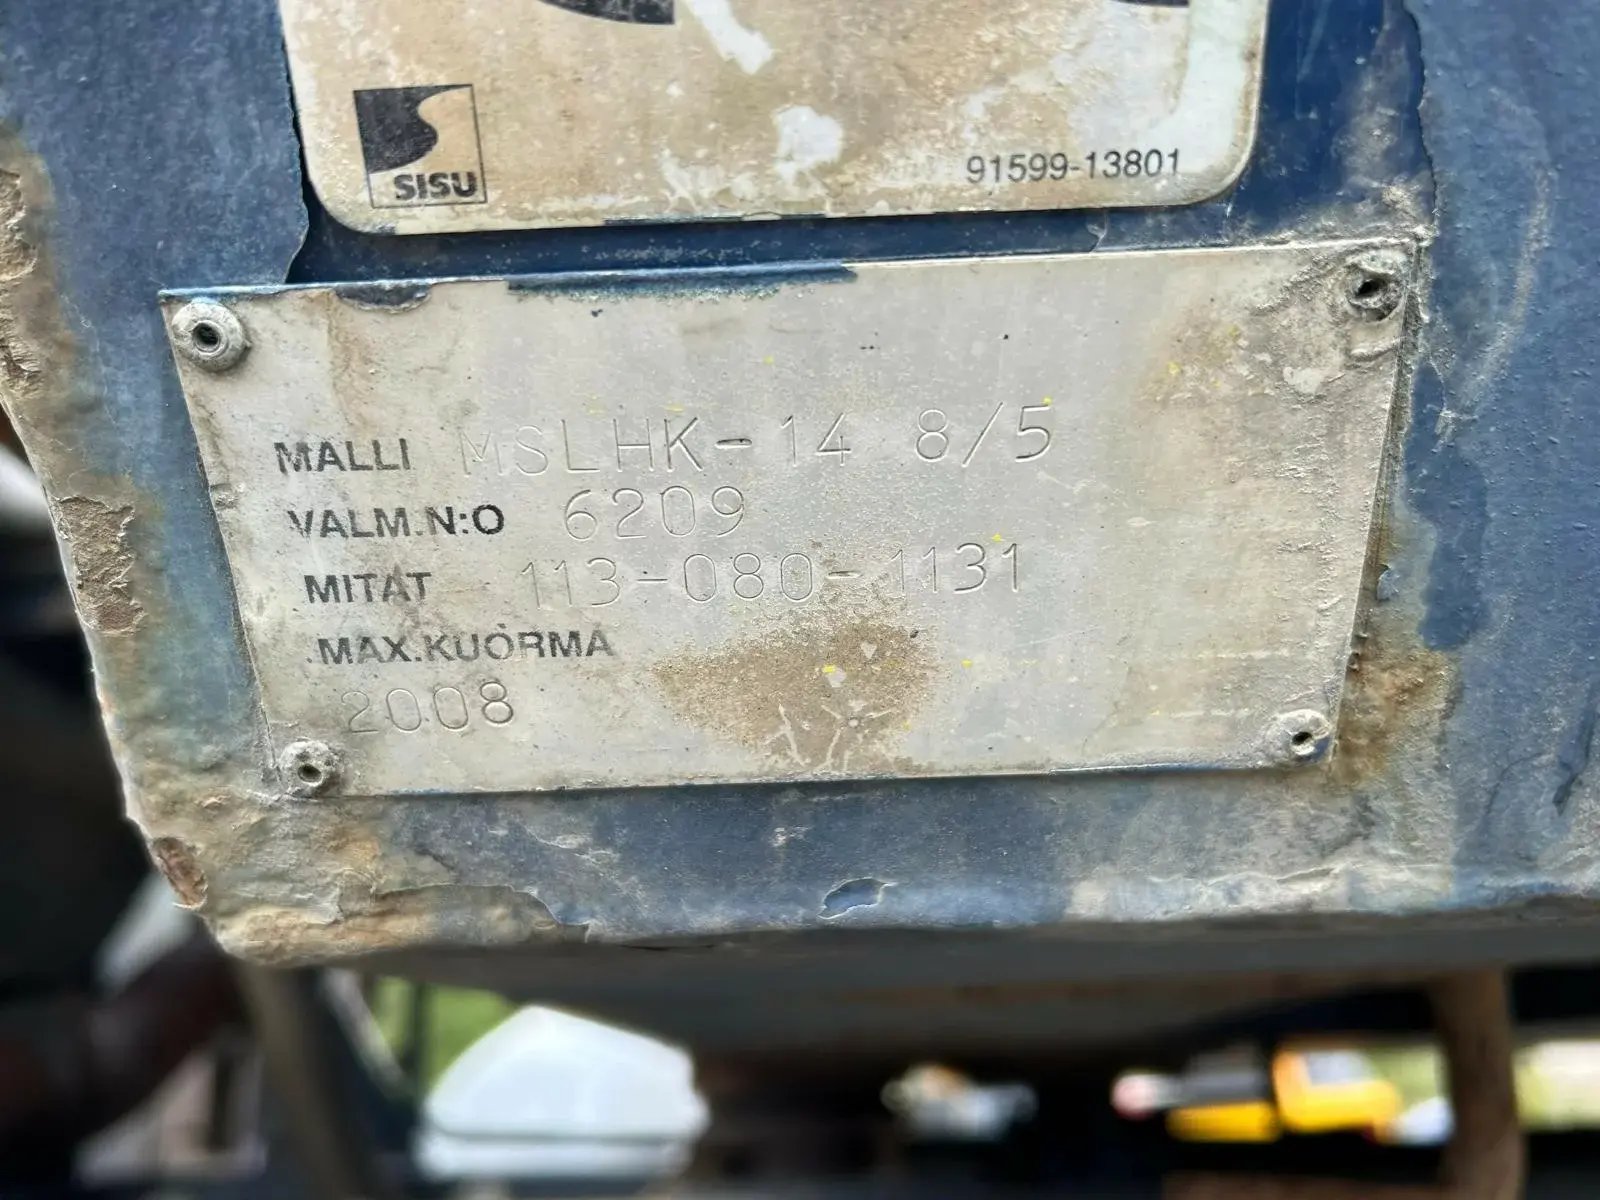 SISU
91599-13801
MALLI MSLHK-14 8/5
VALM.N:O 6209
MITAT 113-080-1131
MAX.KUORMA
2008